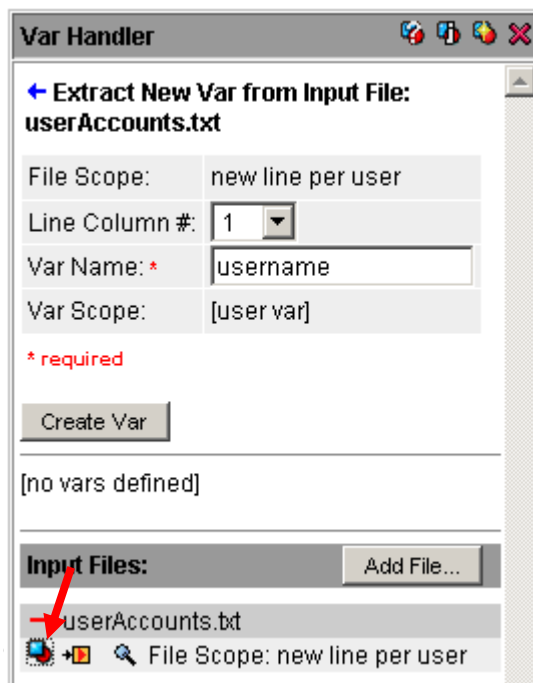 Var Handler
Extract New Var from Input File:
userAccounts.txt
File Scope: new line per user
Line Column #: 1
Var Name: * username
Var Scope: [user var]
* required
Create Var
[no vars defined]
Input Files: Add File...
userAccounts.txt
File Scope: new line per user